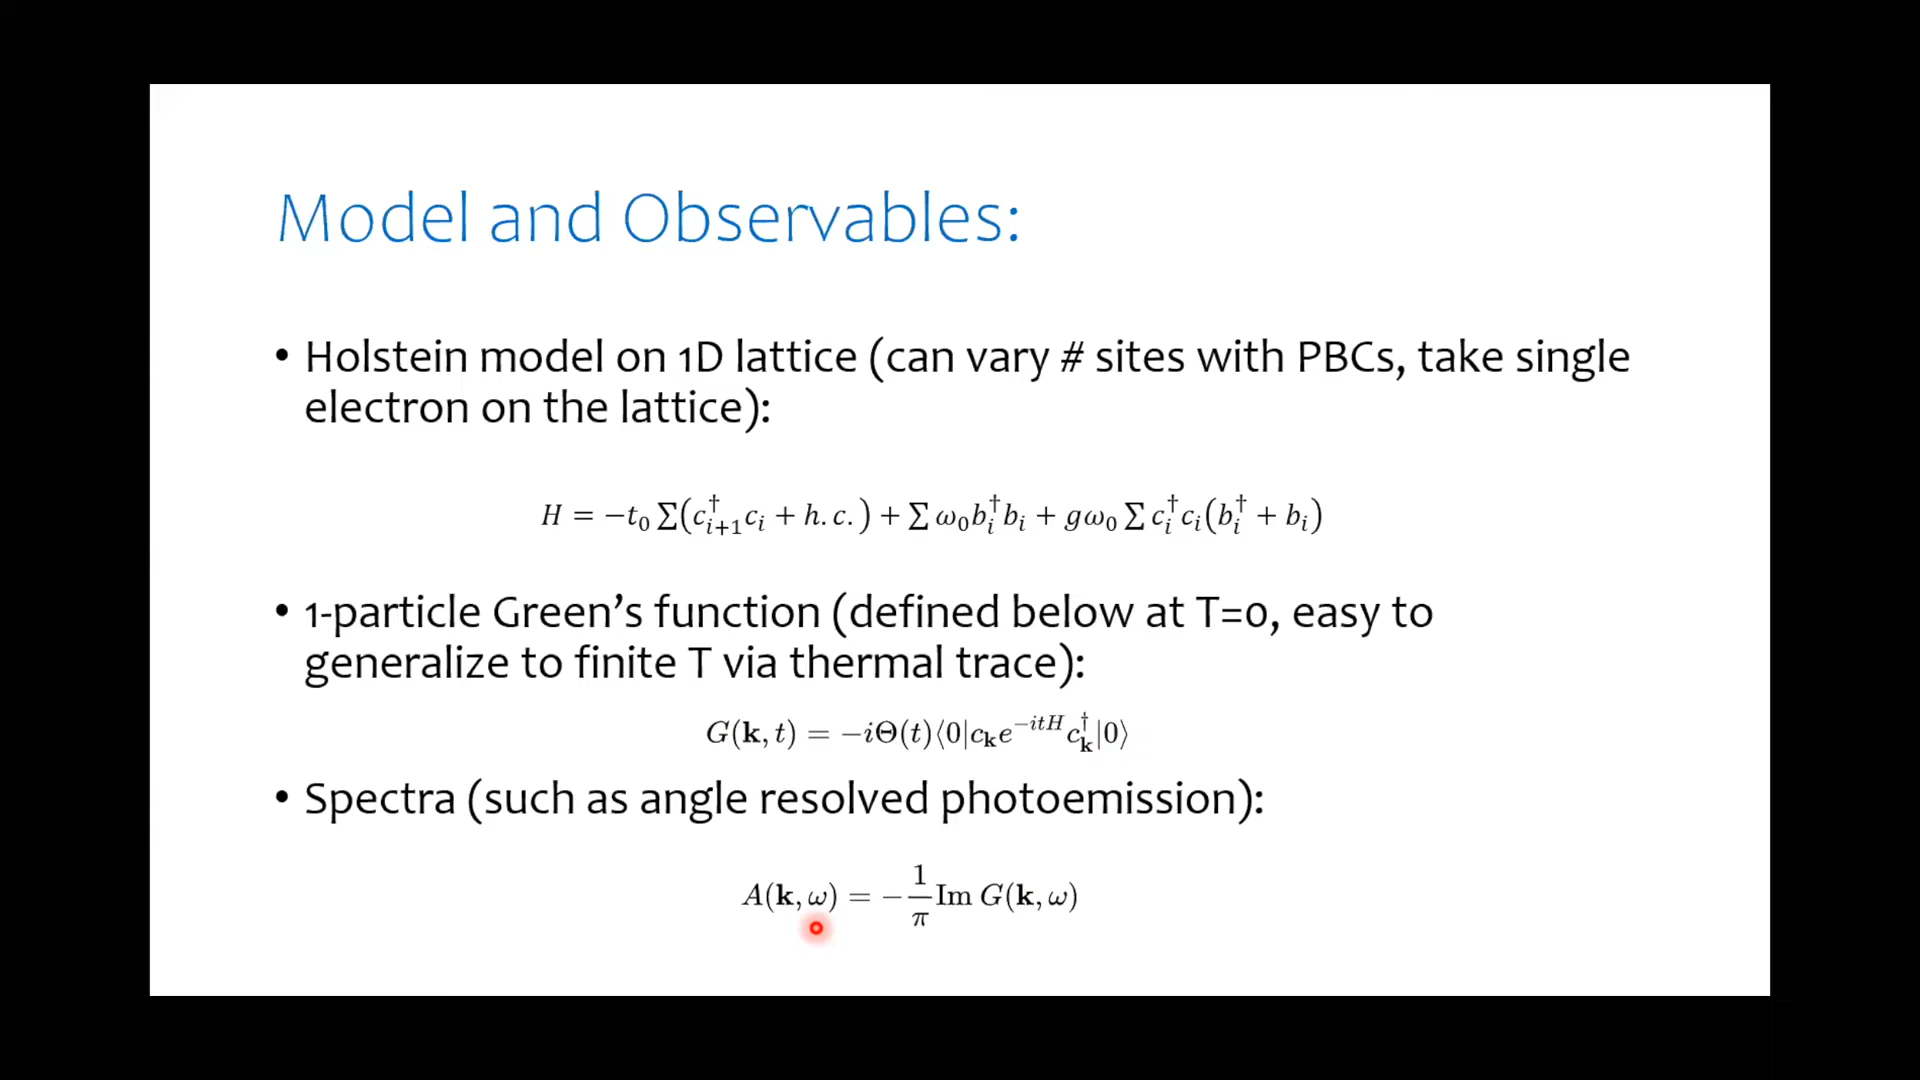 Model and Observables:
• Holstein model on 1D lattice (can vary # sites with PBCs, take single
electron on the lattice):
H = −t₀ ∑(c†ᵢ₊₁cᵢ + h. c. ) + ∑ ω₀b†ᵢbᵢ + gω₀ ∑ c†ᵢcᵢ(b†ᵢ + bᵢ)
• 1-particle Green’s function (defined below at T=0, easy to
generalize to finite T via thermal trace):
G(𝐤, t) = −iΘ(t)⟨0|c_𝐤 e^{−itH} c†_𝐤|0⟩
• Spectra (such as angle resolved photoemission):
A(𝐤, ω) = −1/π Im G(𝐤, ω)